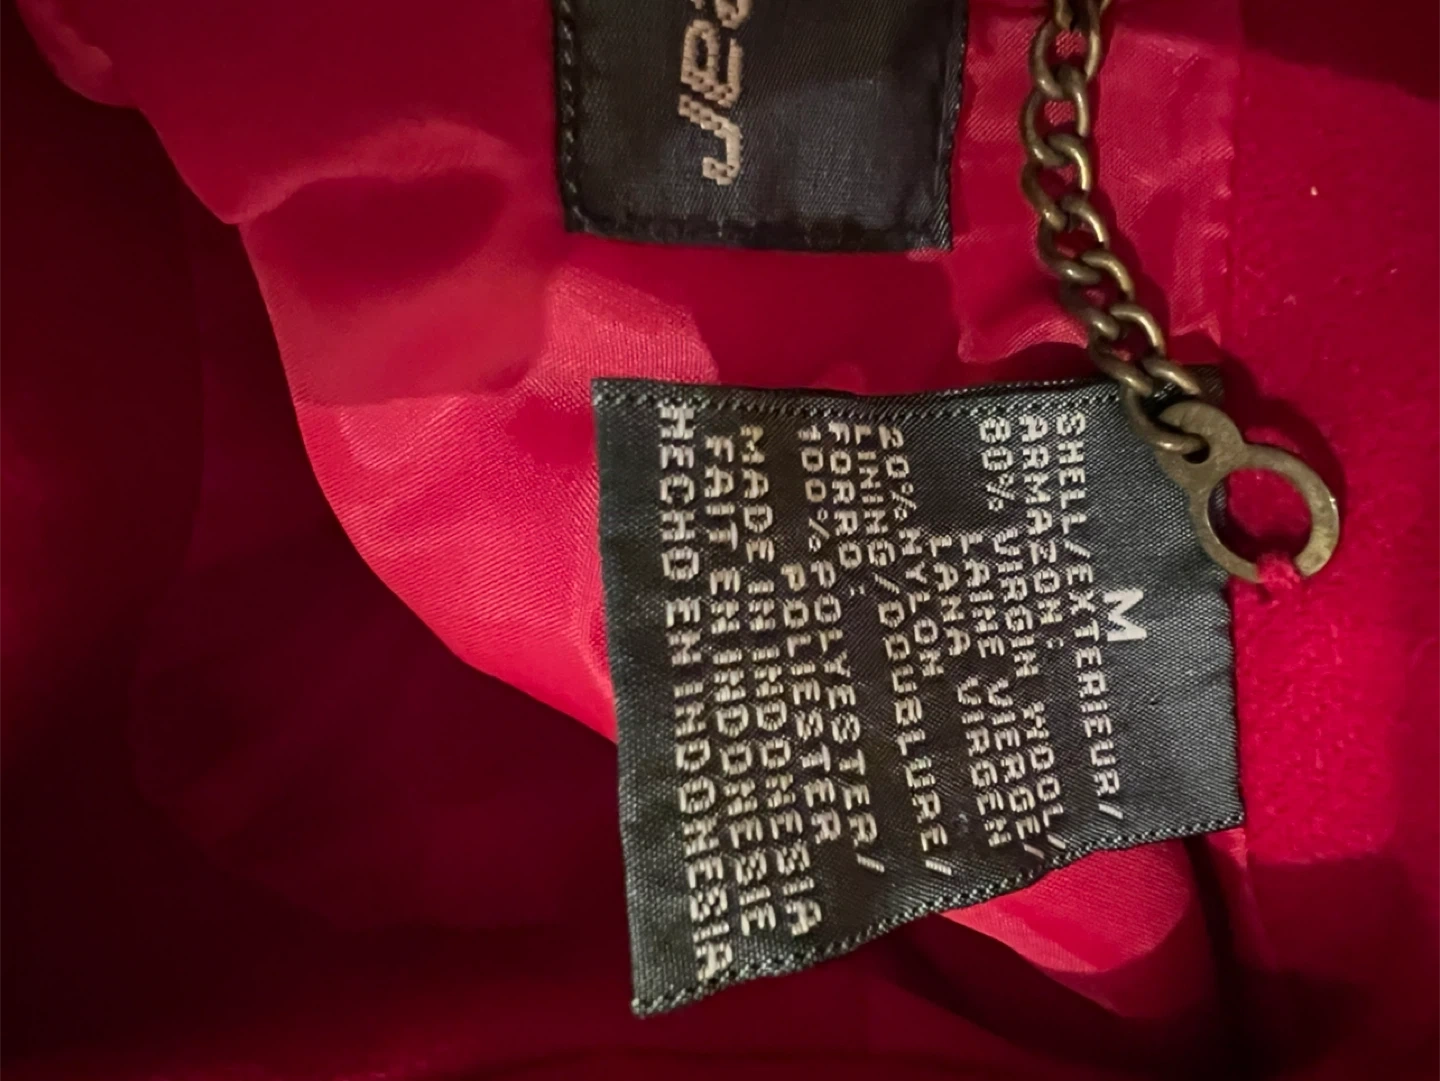 M
SHELL/EXTERIEUR/
ARMAZON:
80% VIRGIN WOOL/
LAINE VIERGE/
LANA VIRGEN
20% NYLON
LINING/DOUBLURE/
FORRO:
100% POLYESTER/
POLIESTER
MADE IN INDONESIA
FAIT EN INDONESIE
HECHO EN INDONESIA